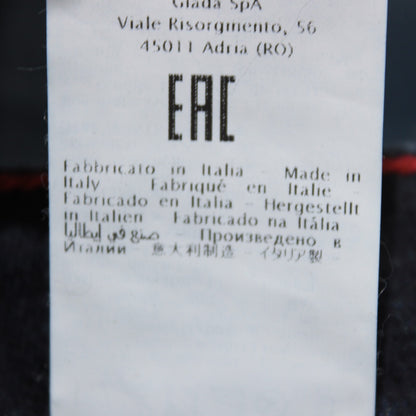 Giada SpA
Viale Risorgimento, 56
45011 Adria (RO)
EAC
Fabbricato in Italia - Made in
Italy - Fabriqué en Italie -
Fabricado en Italia - Hergestellt
in Italien - Fabricado na Itália -
صنع في إيطاليا - Произведено в
Италии - 意大利制造 - イタリア製 -